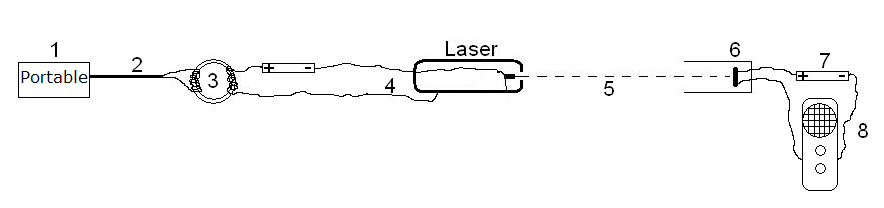 Laser
1 2 3 4 5 6 7 8
Portable
+ -
+ -